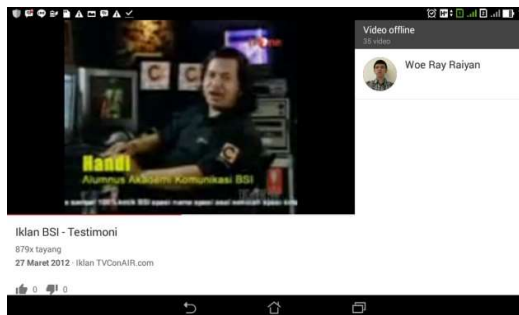 Video offline
38 video
Woe Ray Raiyan
Handi
Alumnus Akademi Komunikasi BSI
Iklan BSI - Testimoni
879x tayang
27 Maret 2012 · Iklan TVConAIR.com
0 0